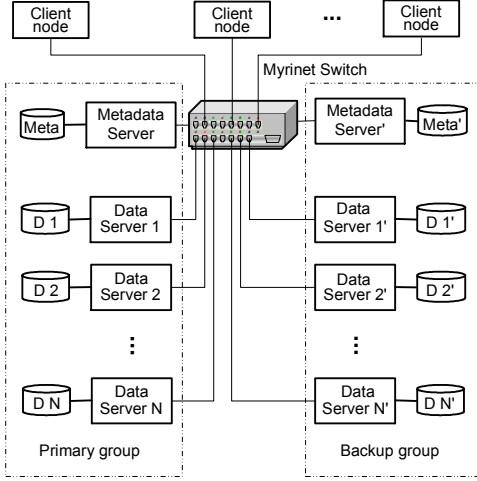 Client
node
Client
node
...
Client
node
Myrinet Switch
Meta
Metadata
Server
Metadata
Server'
Meta'
D 1
Data
Server 1
Data
Server 1'
D 1'
D 2
Data
Server 2
Data
Server 2'
D 2'
...
...
D N
Data
Server N
Data
Server N'
D N'
Primary group
Backup group